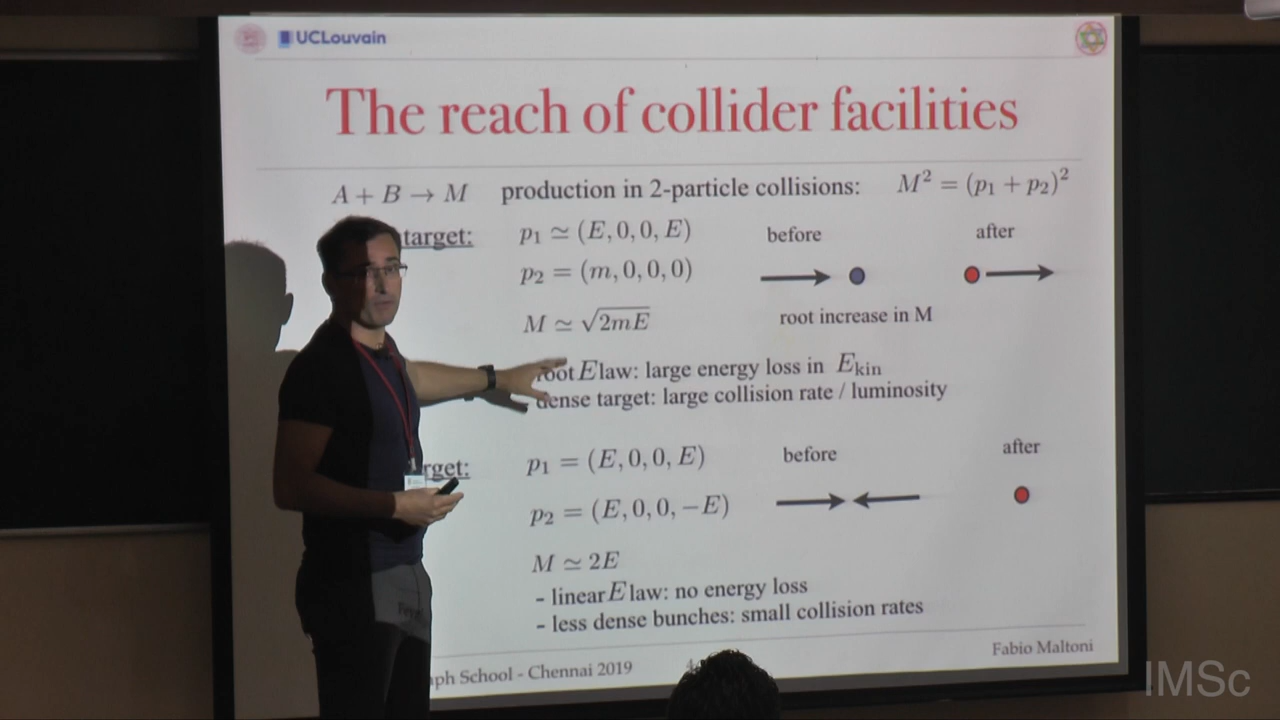 UCLouvain
The reach of collider facilities
A + B → M production in 2-particle collisions: M² = (p₁ + p₂)²
target: p₁ ≃ (E, 0, 0, E) before after
p₂ = (m, 0, 0, 0)
M ≃ √2mE root increase in M
root E law: large energy loss in E_kin
dense target: large collision rate / luminosity
p₁ = (E, 0, 0, E) before after
p₂ = (E, 0, 0, −E)
M ≃ 2E
- linear E law: no energy loss
- less dense bunches: small collision rates
School - Chennai 2019 Fabio Maltoni
IMSc